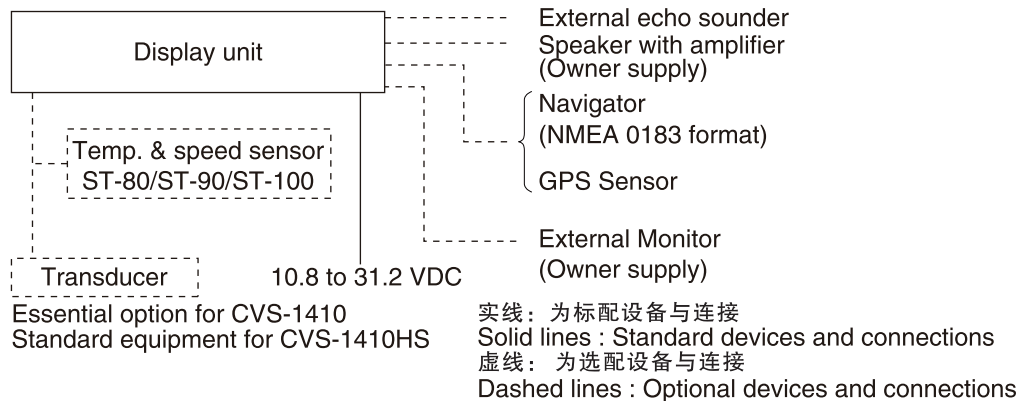 Display unit
External echo sounder
Speaker with amplifier
(Owner supply)
Navigator
(NMEA 0183 format)
GPS Sensor
Temp. & speed sensor
ST-80/ST-90/ST-100
External Monitor
(Owner supply)
Transducer
10.8 to 31.2 VDC
Essential option for CVS-1410
Standard equipment for CVS-1410HS
实线：为标配设备与连接
Solid lines : Standard devices and connections
虚线： 为选配设备与连接
Dashed lines : Optional devices and connections